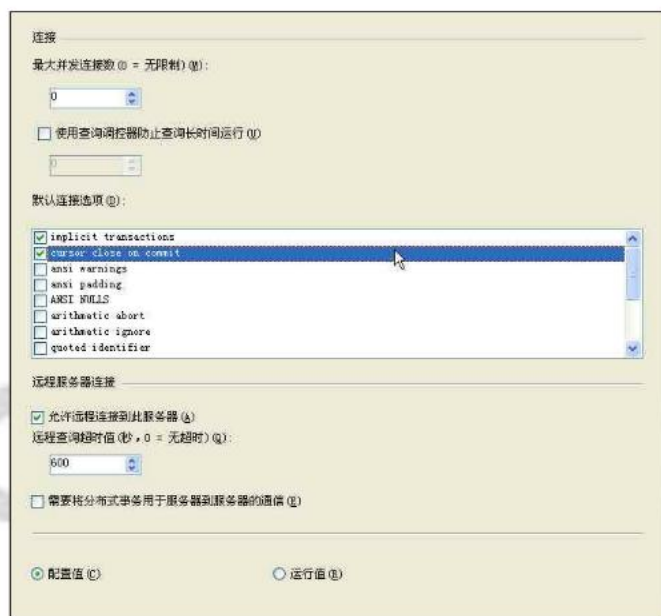 连接
最大并发连接数(0 = 无限制)(M):
0
使用查询调控器防止查询长时间运行(U)
0
默认连接选项(D):
implicit transactions
cursor close on commit
ansi warnings
ansi padding
ANSI NULLS
arithmetic abort
arithmetic ignore
quoted identifier
远程服务器连接
允许远程连接到此服务器(A)
远程查询超时值(秒,0 = 无超时)(Q):
600
需要将分布式事务用于服务器到服务器的通信(E)
配置值(C)
运行值(R)